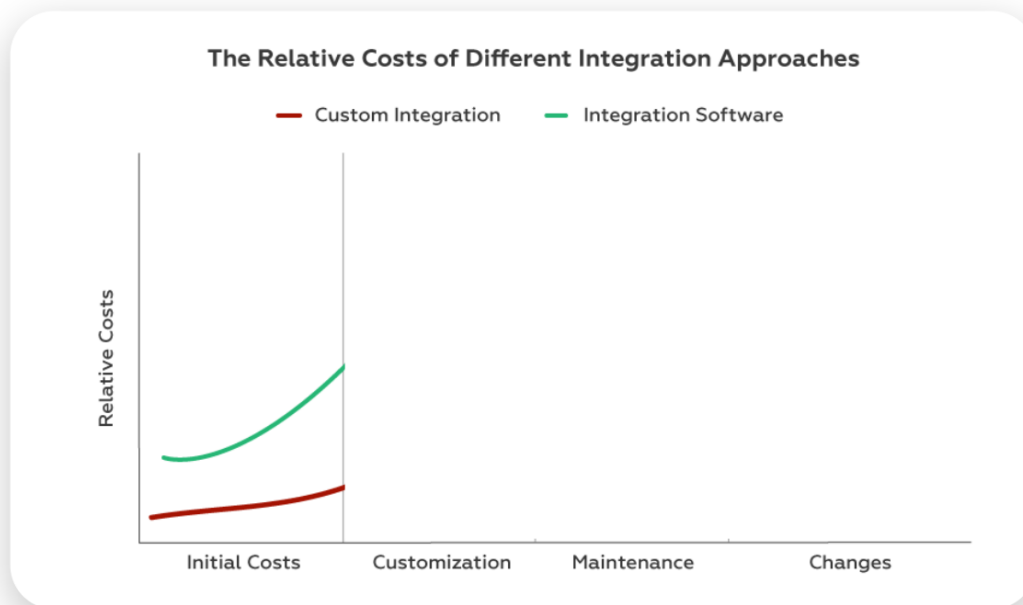 The Relative Costs of Different Integration Approaches
Custom Integration
Integration Software
Relative Costs
Initial Costs
Customization
Maintenance
Changes